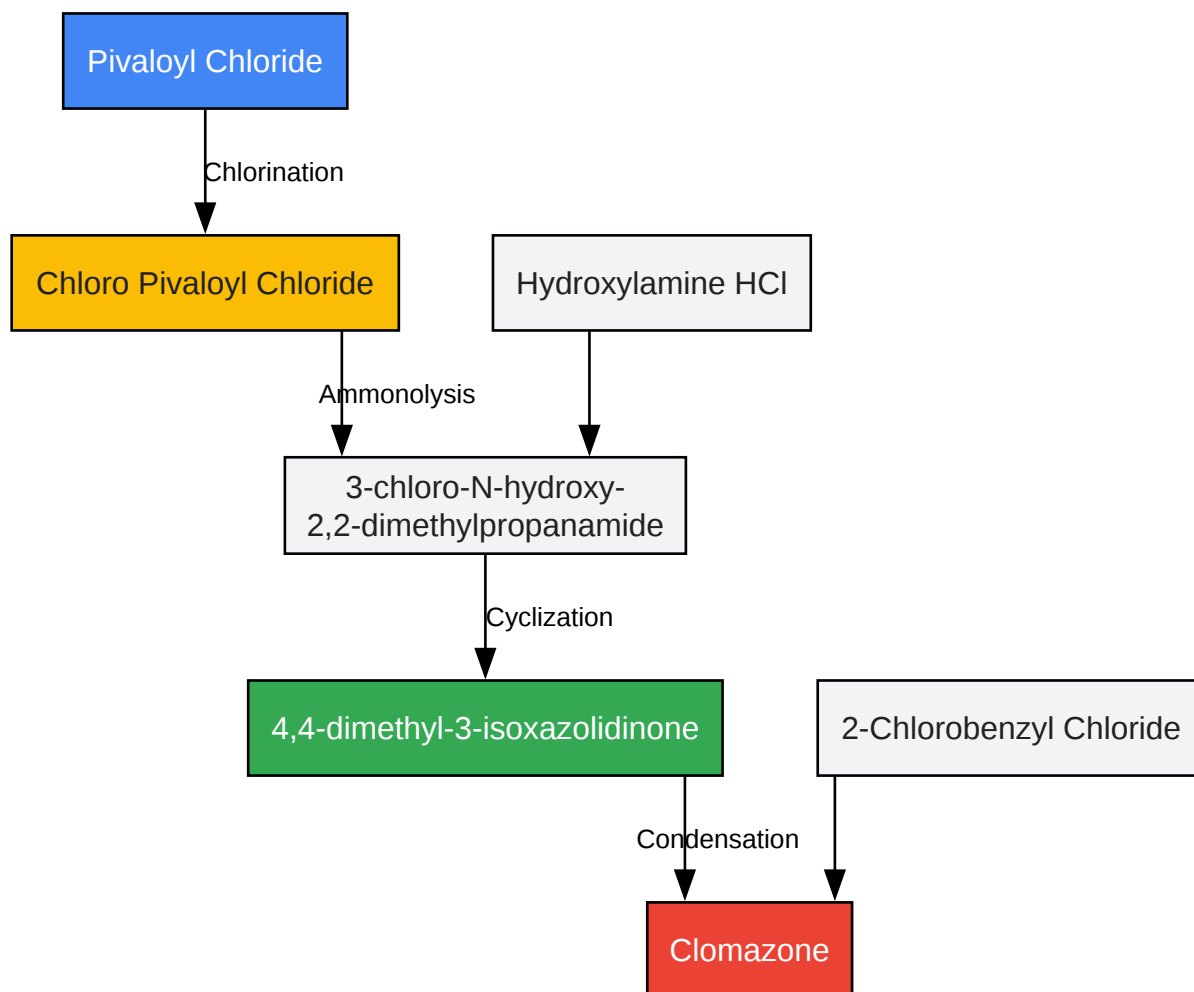 Pivaloyl Chloride
Chlorination
Chloro Pivaloyl Chloride
Hydroxylamine HCl
Ammonolysis
3-chloro-N-hydroxy-
2,2-dimethylpropanamide
Cyclization
4,4-dimethyl-3-isoxazolidinone
2-Chlorobenzyl Chloride
Condensation
Clomazone